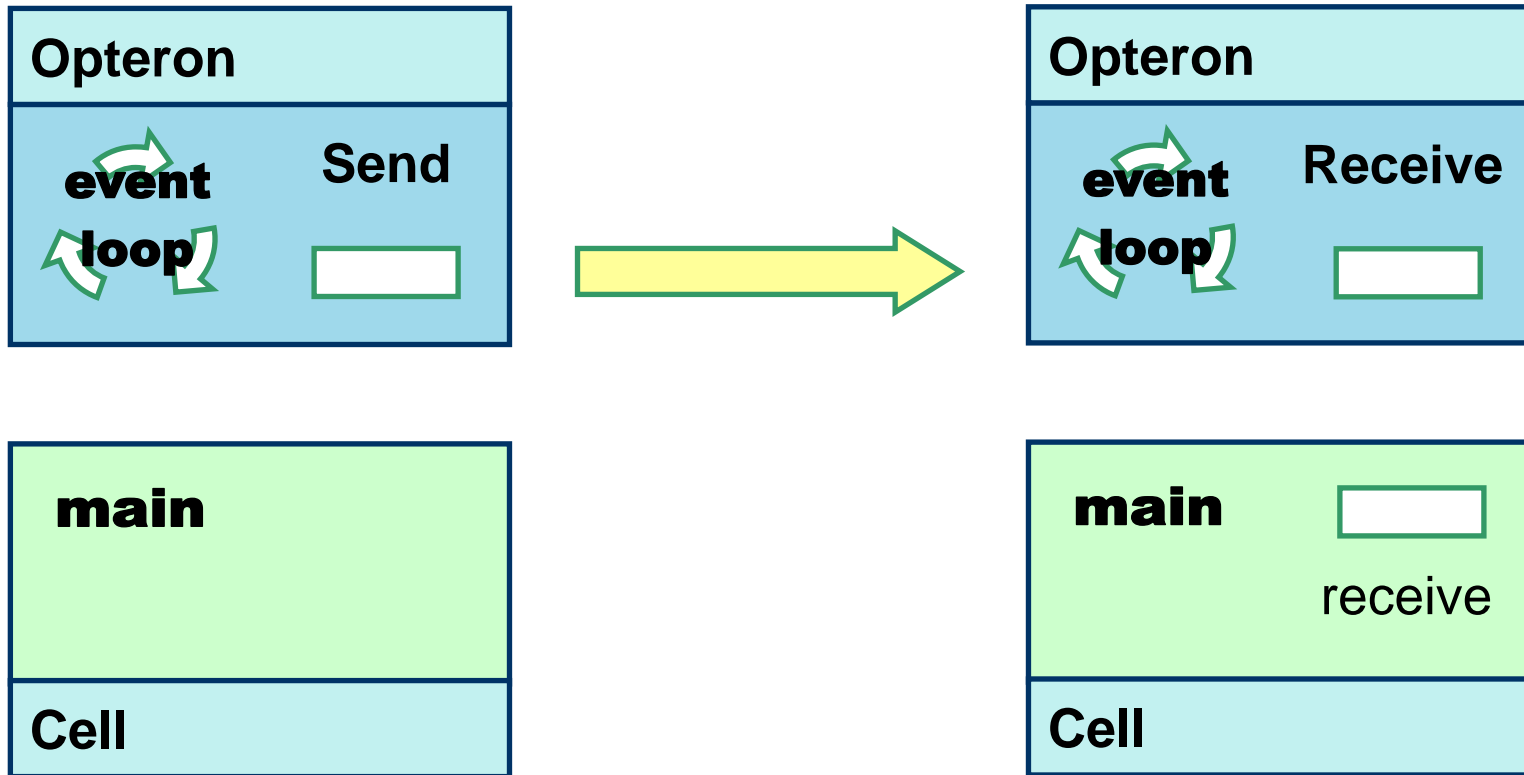 Opteron
event
loop
Send
main
Cell
Opteron
event
loop
Receive
main
receive
Cell